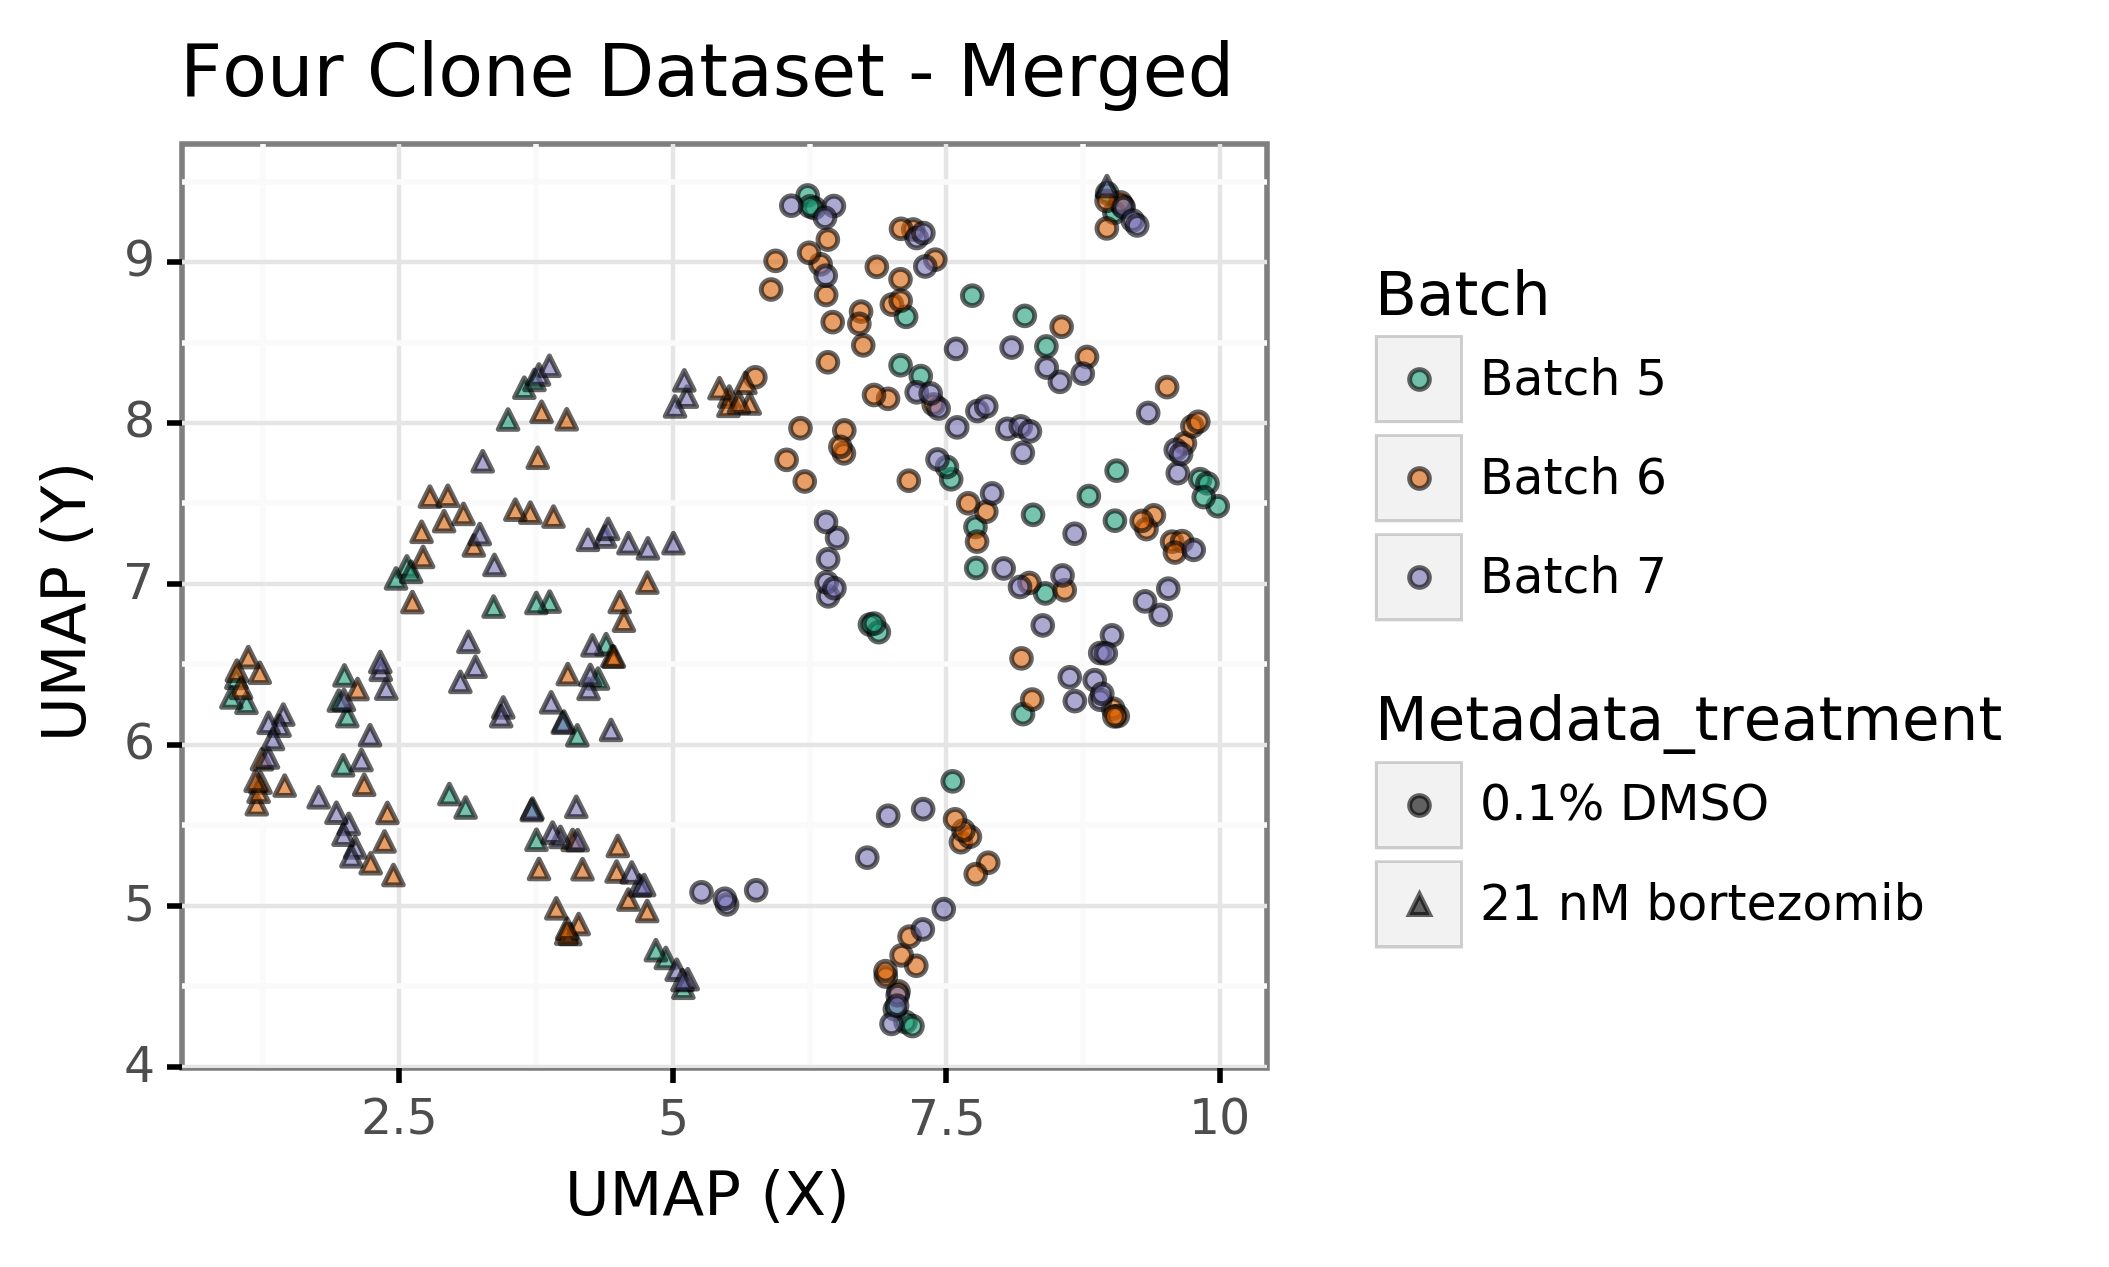 Four Clone Dataset - Merged
UMAP (Y)
9
8
7
6
5
4
2.5 5 7.5 10
UMAP (X)
Batch
Batch 5
Batch 6
Batch 7
Metadata_treatment
0.1% DMSO
21 nM bortezomib